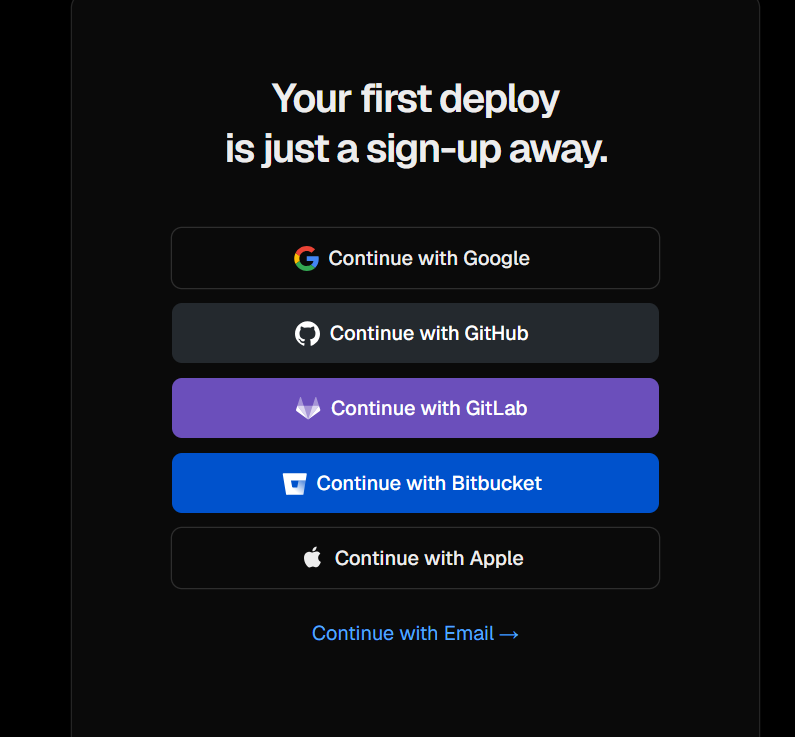 Your first deploy
is just a sign-up away.
Continue with Google
Continue with GitHub
Continue with GitLab
Continue with Bitbucket
Continue with Apple
Continue with Email →